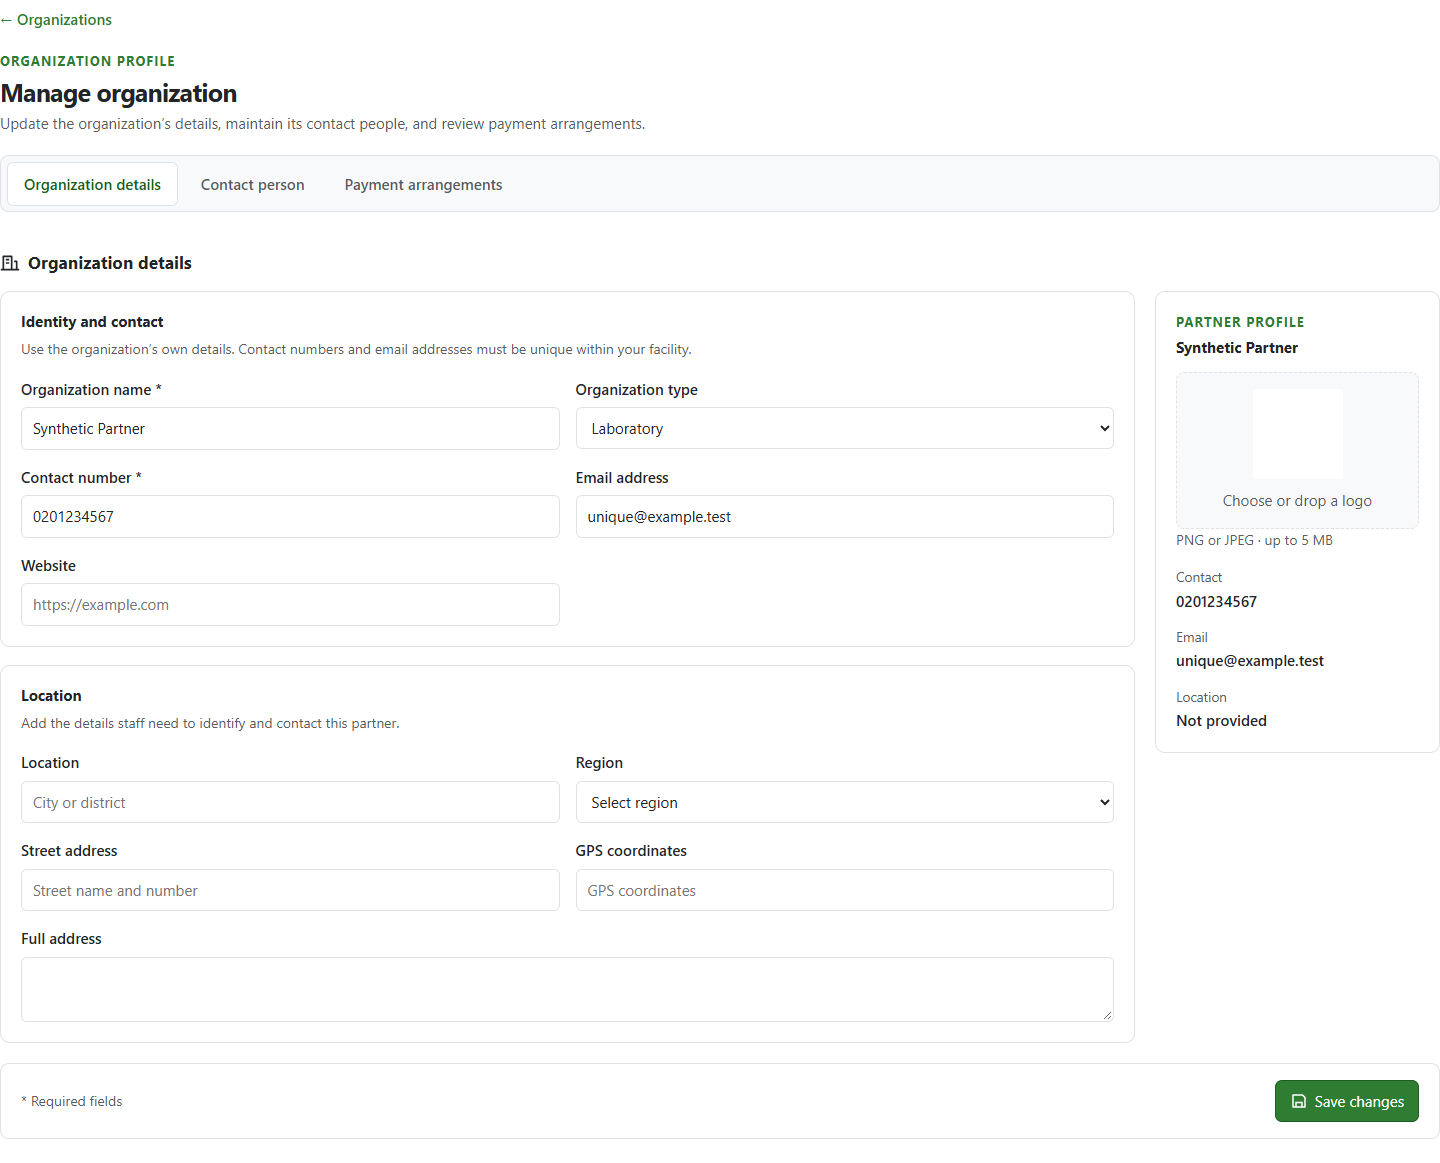 ← Organizations
ORGANIZATION PROFILE
Manage organization
Update the organization’s details, maintain its contact people, and review payment arrangements.
Organization details
Contact person
Payment arrangements
Organization details
Identity and contact
Use the organization’s own details. Contact numbers and email addresses must be unique within your facility.
Organization name *
Organization type
Synthetic Partner
Laboratory
Contact number *
Email address
0201234567
unique@example.test
Website
https://example.com
Location
Add the details staff need to identify and contact this partner.
Location
Region
City or district
Select region
Street address
GPS coordinates
Street name and number
GPS coordinates
Full address
PARTNER PROFILE
Synthetic Partner
Choose or drop a logo
PNG or JPEG · up to 5 MB
Contact
0201234567
Email
unique@example.test
Location
Not provided
* Required fields
Save changes